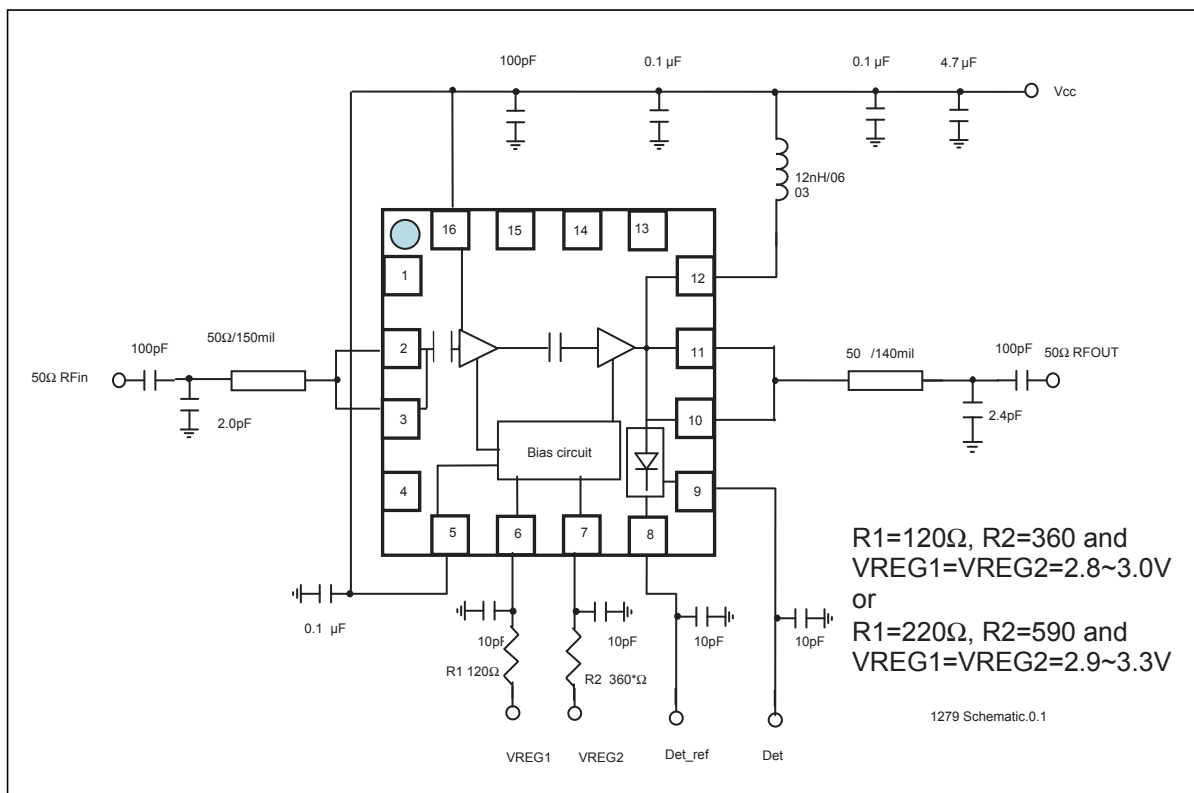 100pF
0.1 µF
0.1 µF
4.7 µF
Vcc
12nH/06
03
16
15
14
13
1
12
50Ω/150mil
2
11
50 /140mil
100pF
100pF
50Ω RFOUT
50Ω RFin
2.0pF
3
10
2.4pF
Bias circuit
4
9
5
6
7
8
R1=120Ω, R2=360 and
VREG1=VREG2=2.8~3.0V
or
R1=220Ω, R2=590 and
VREG1=VREG2=2.9~3.3V
0.1 µF
10pF
10pF
10pF
10pF
R1 120Ω
R2 360*Ω
1279 Schematic.0.1
VREG1
VREG2
Det_ref
Det